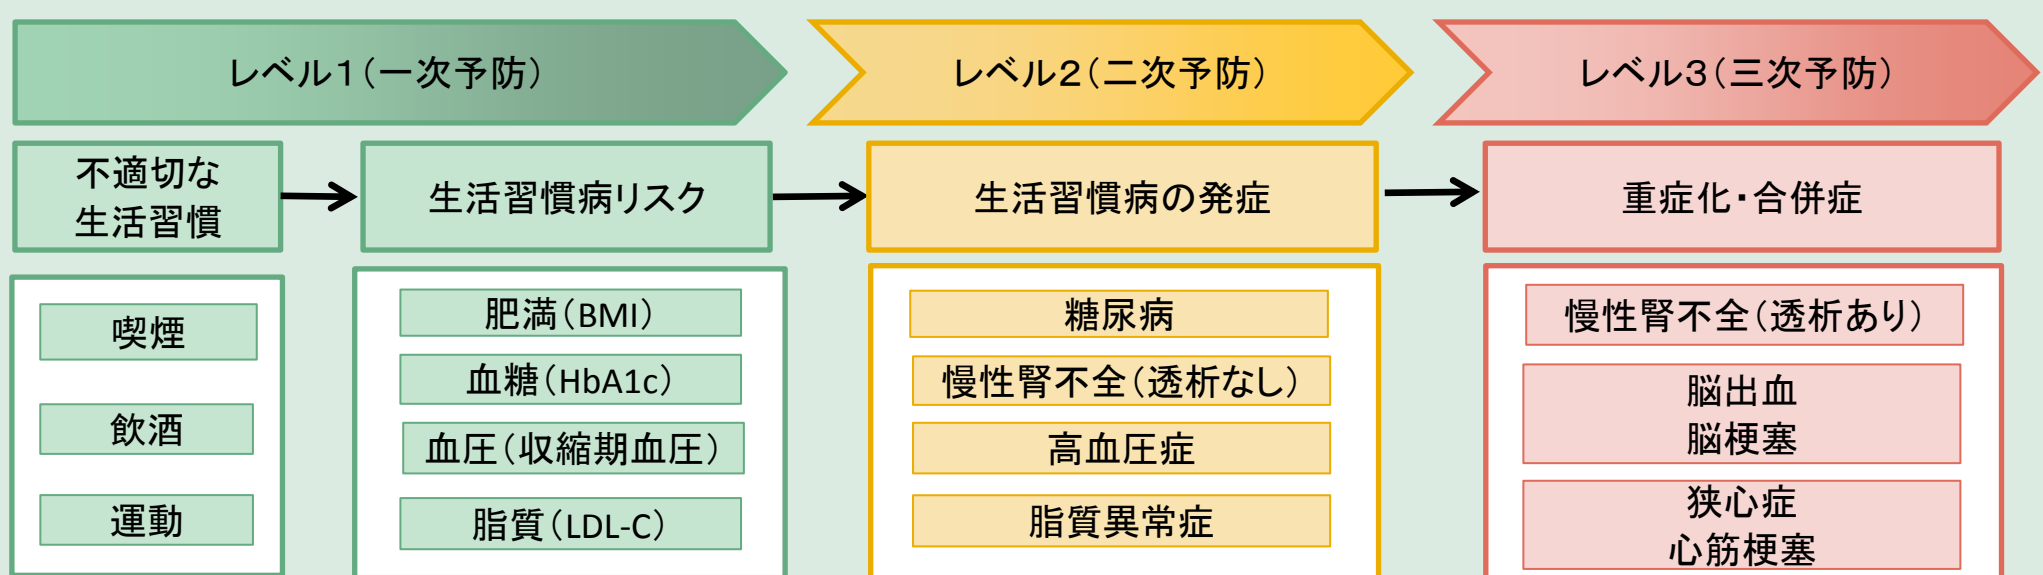 レベル1(一次予防)
レベル2(二次予防)
レベル3(三次予防)
不適切な
生活習慣
生活習慣病リスク
生活習慣病の発症
重症化・合併症
喫煙
飲酒
運動
肥満(BMI)
血糖(HbA1c)
血圧(収縮期血圧)
脂質(LDL-C)
糖尿病
慢性腎不全(透析なし)
高血圧症
脂質異常症
慢性腎不全(透析あり)
脳出血
脳梗塞
狭心症
心筋梗塞